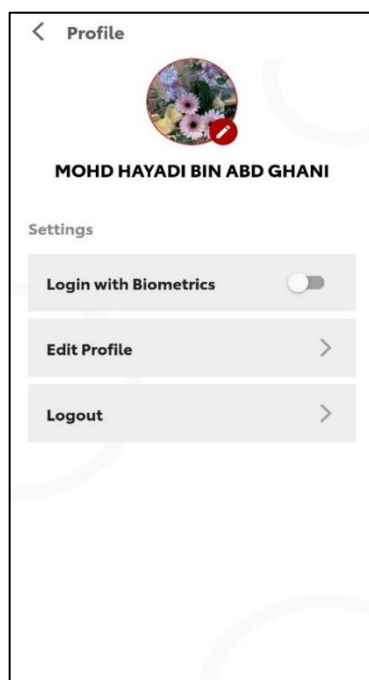 Profile
MOHD HAYADI BIN ABD GHANI
Settings
Login with Biometrics
Edit Profile
Logout